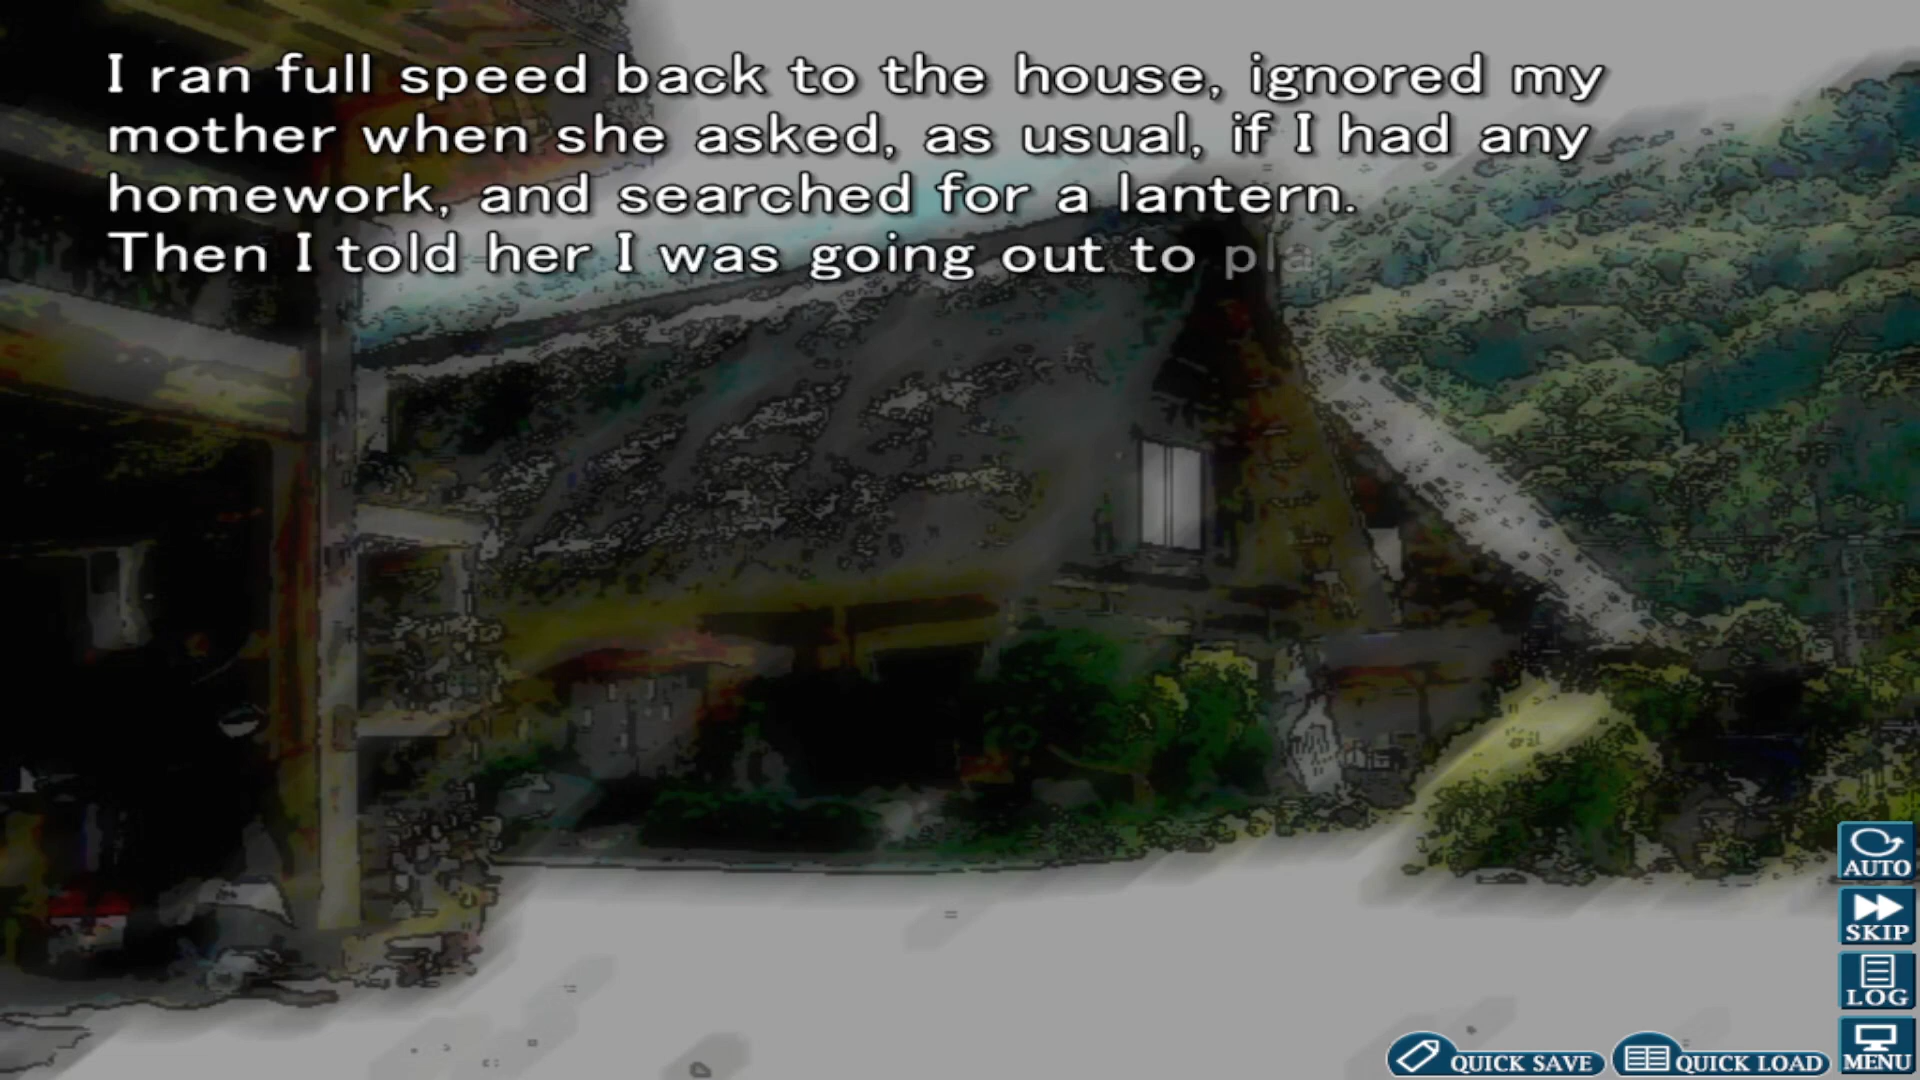 I ran full speed back to the house, ignored my
mother when she asked, as usual, if I had any
homework, and searched for a lantern.
Then I told her I was going out to pla
AUTO
SKIP
LOG
MENU
QUICK SAVE
QUICK LOAD